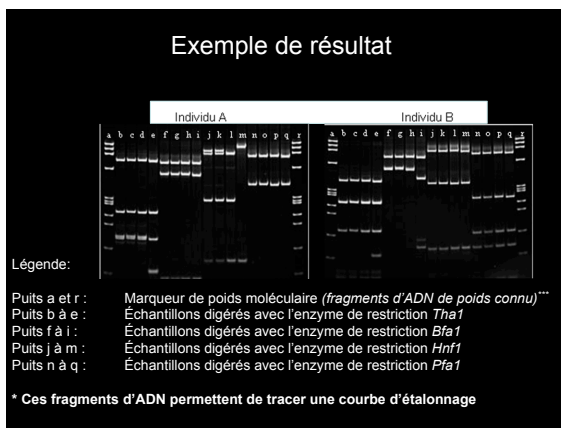 Exemple de résultat
Individu A
Individu B
a b c d e f g h i j k l m n o p q r
a b c d e f g h i j k l m n o p q r
Légende:
Puits a et r : Marqueur de poids moléculaire (fragments d’ADN de poids connu)***
Puits b à e : Échantillons digérés avec l’enzyme de restriction Tha1
Puits f à i : Échantillons digérés avec l’enzyme de restriction Bfa1
Puits j à m : Échantillons digérés avec l’enzyme de restriction Hnf1
Puits n à q : Échantillons digérés avec l’enzyme de restriction Pfa1
* Ces fragments d’ADN permettent de tracer une courbe d’étalonnage